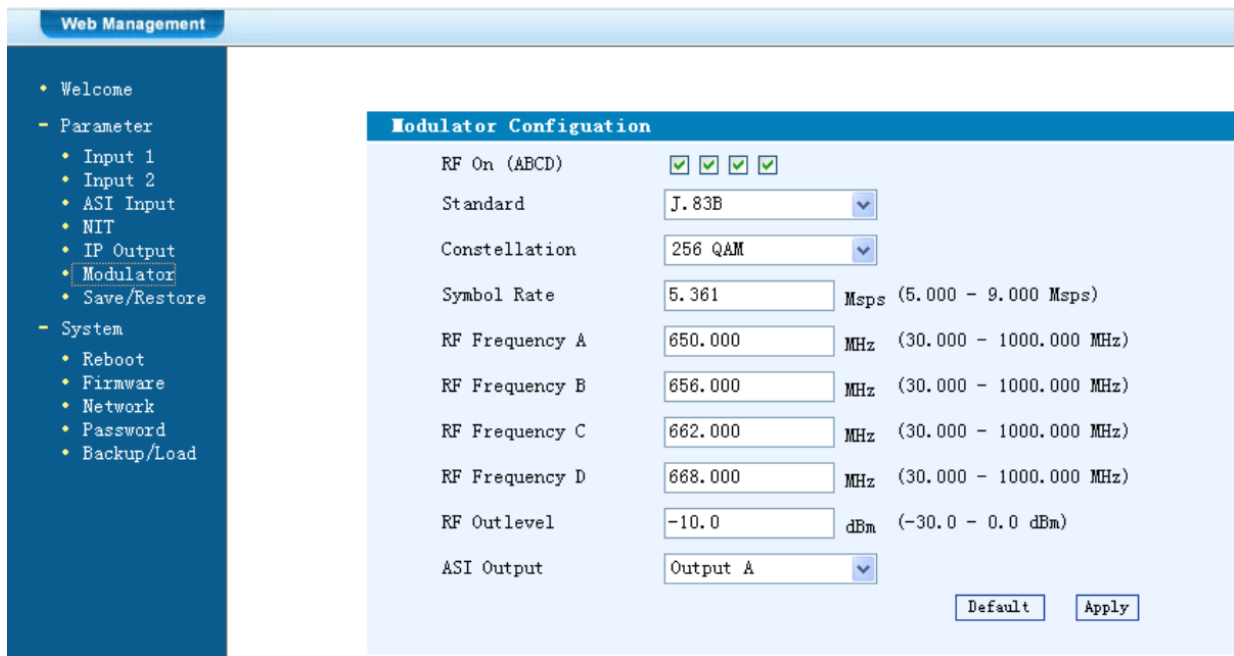 Web Management
Welcome
Parameter
Input 1
Input 2
ASI Input
NIT
IP Output
Modulator
Save/Restore
System
Reboot
Firmware
Network
Password
Backup/Load
Modulator Configuation
RF On (ABCD)
Standard J.83B
Constellation 256 QAM
Symbol Rate 5.361 Msps (5.000 - 9.000 Msps)
RF Frequency A 650.000 MHz (30.000 - 1000.000 MHz)
RF Frequency B 656.000 MHz (30.000 - 1000.000 MHz)
RF Frequency C 662.000 MHz (30.000 - 1000.000 MHz)
RF Frequency D 668.000 MHz (30.000 - 1000.000 MHz)
RF Outlevel -10.0 dBm (-30.0 - 0.0 dBm)
ASI Output Output A
Default Apply